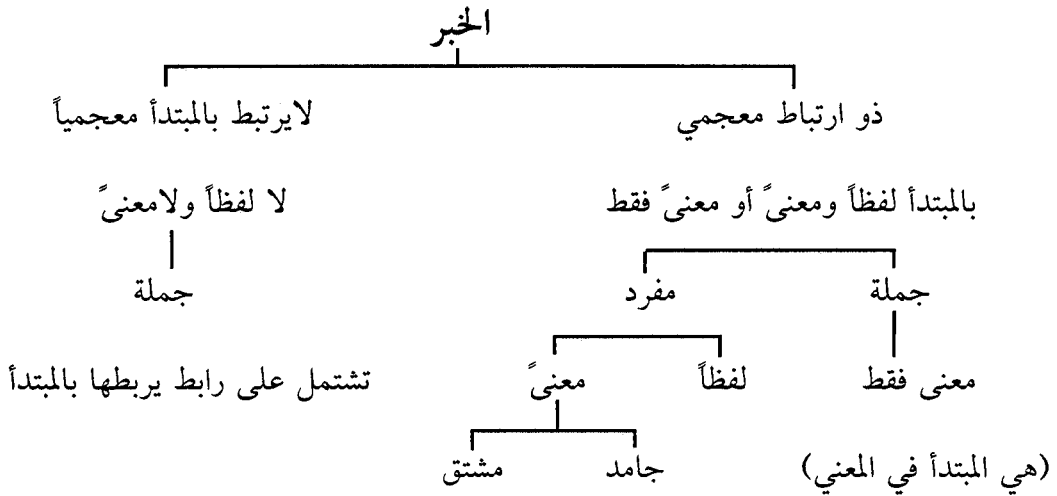 الخبر
ذو ارتباط معجمي
لايرتبط بالمبتدأ معجمياً
بالمبتدأ لفظاً ومعنىً أو معنىً فقط
لا لفظاً ولامعنىً
جملة
مفرد
جملة
معنى فقط
لفظاً
معنىً
تشتمل على رابط يربطها بالمبتدأ
(هي المبتدأ في المعني)
جامد
مشتق